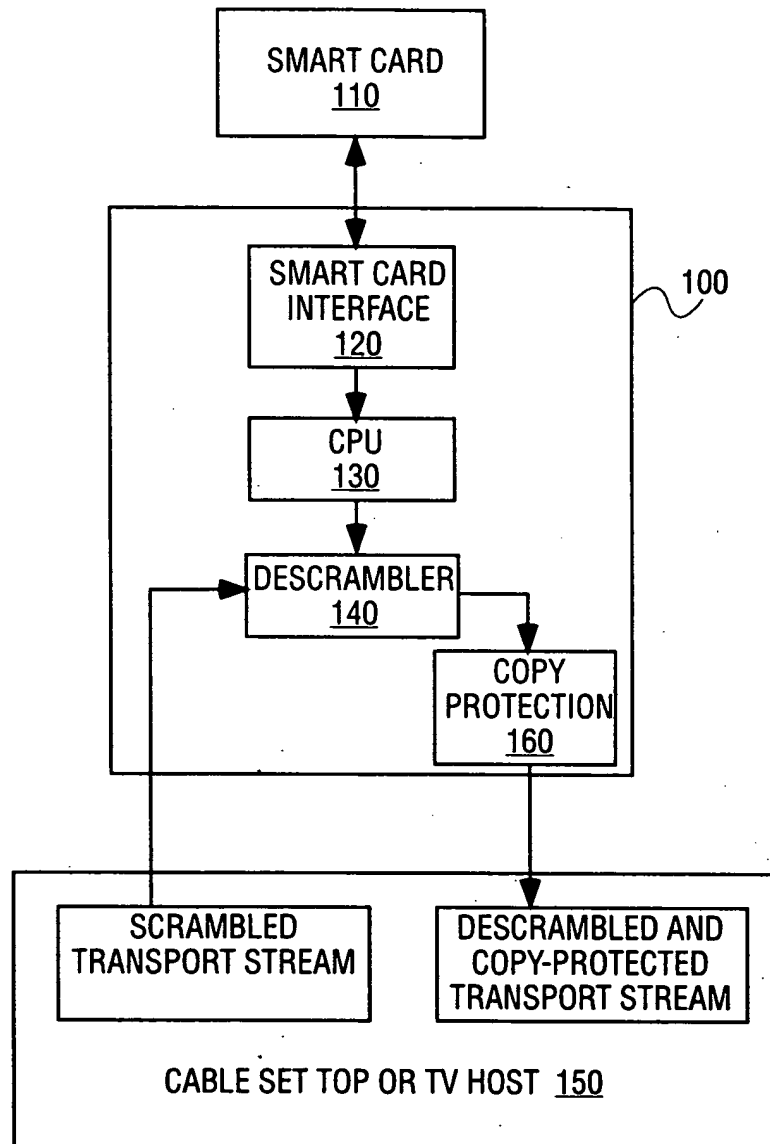 SMART CARD
110
SMART CARD
INTERFACE
120
100
CPU
130
DESCRAMBLER
140
COPY
PROTECTION
160
SCRAMBLED
TRANSPORT STREAM
DESCRAMBLED AND
COPY-PROTECTED
TRANSPORT STREAM
CABLE SET TOP OR TV HOST 150